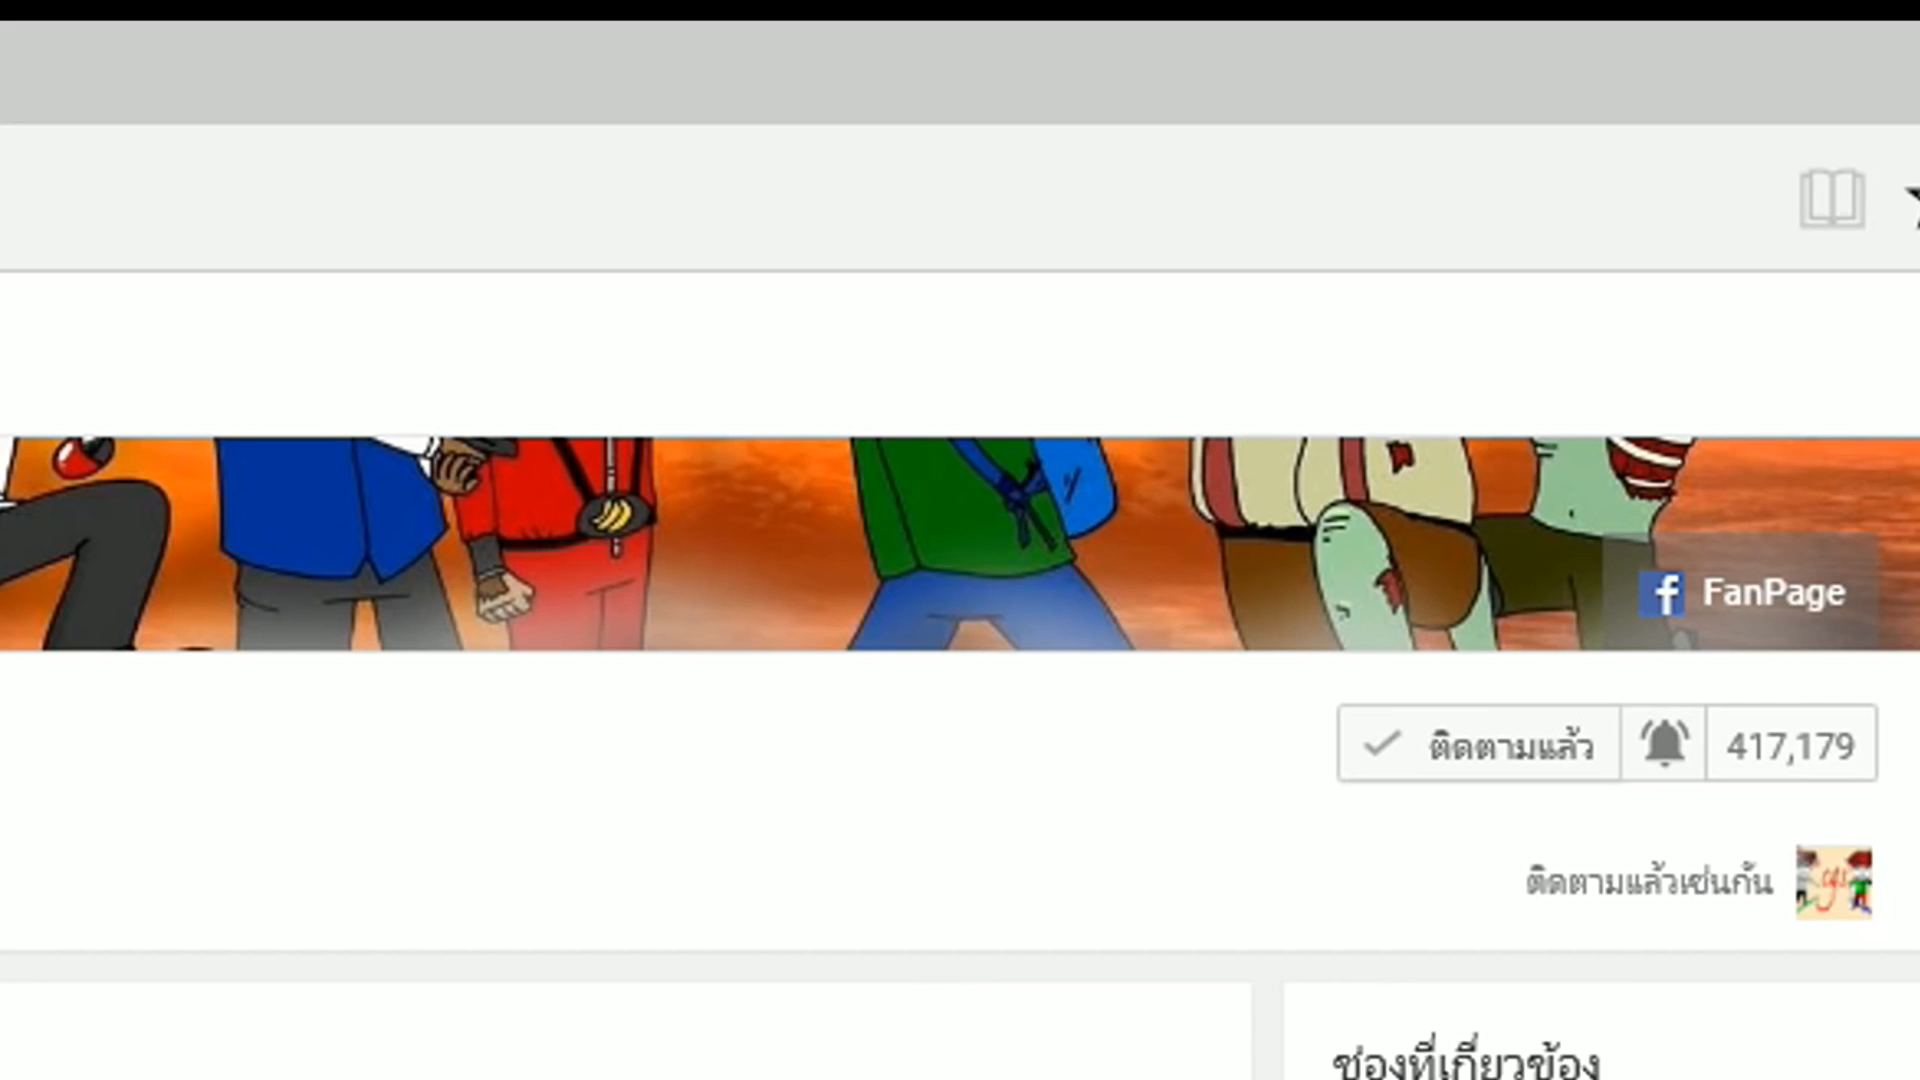 FanPage
ติดตามแล้ว 417,179
ติดตามแล้วเช่นกัน
ช่องที่เกี่ยวข้อง